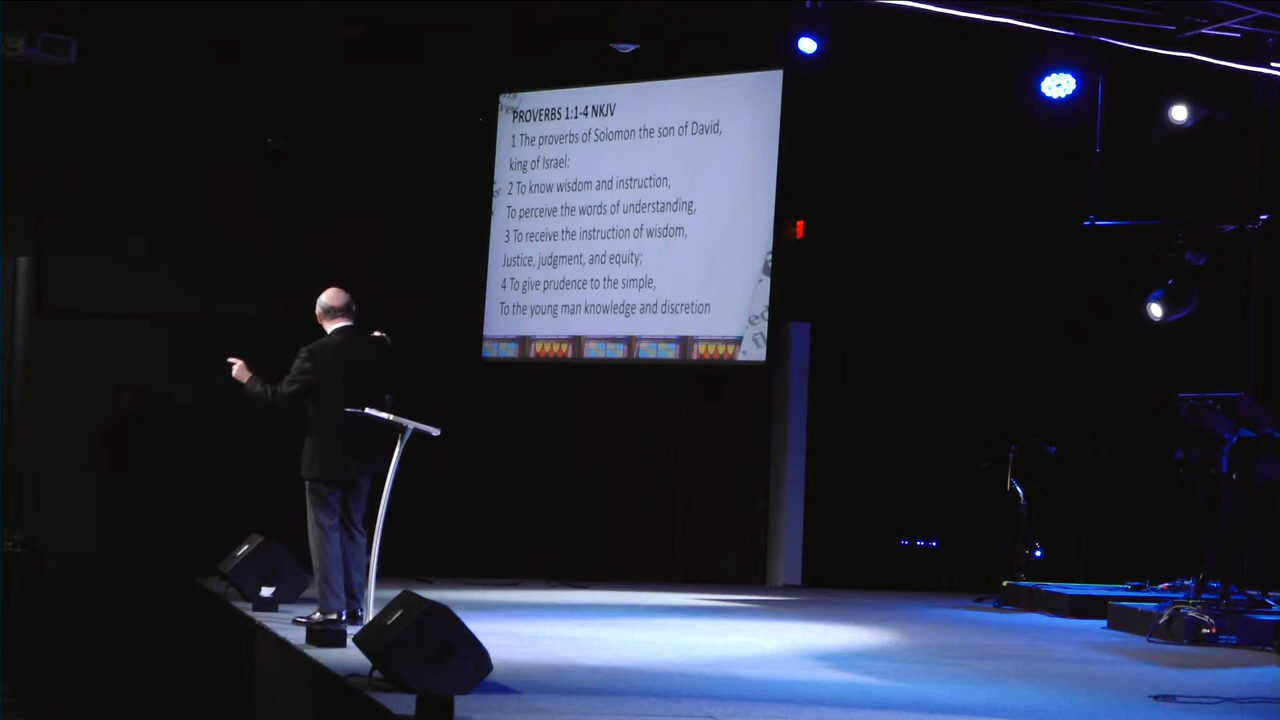 PROVERBS 1:1-4 NKJV
1 The proverbs of Solomon the son of David,
king of Israel:
2 To know wisdom and instruction,
To perceive the words of understanding,
3 To receive the instruction of wisdom,
Justice, judgment, and equity;
4 To give prudence to the simple,
To the young man knowledge and discretion